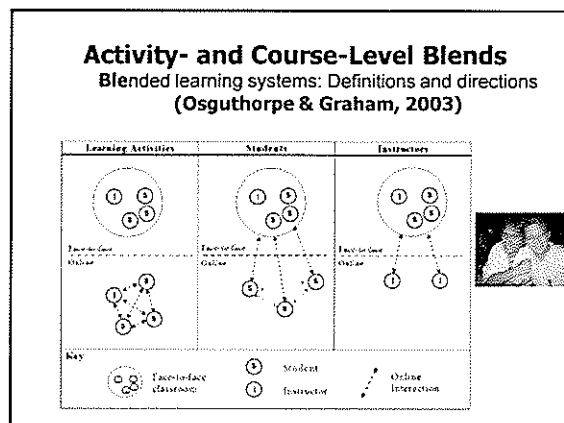 Activity- and Course-Level Blends
Blended learning systems: Definitions and directions
(Osguthorpe & Graham, 2003)
Learning Activities Students Instructors
I S S S
I S S S
I S S S
Face-to-face Face-to-face Face-to-face
Online Online Online
I S S S
S S S
I I
Key
Face-to-face classroom
S Student
I Instructor
Online Interaction